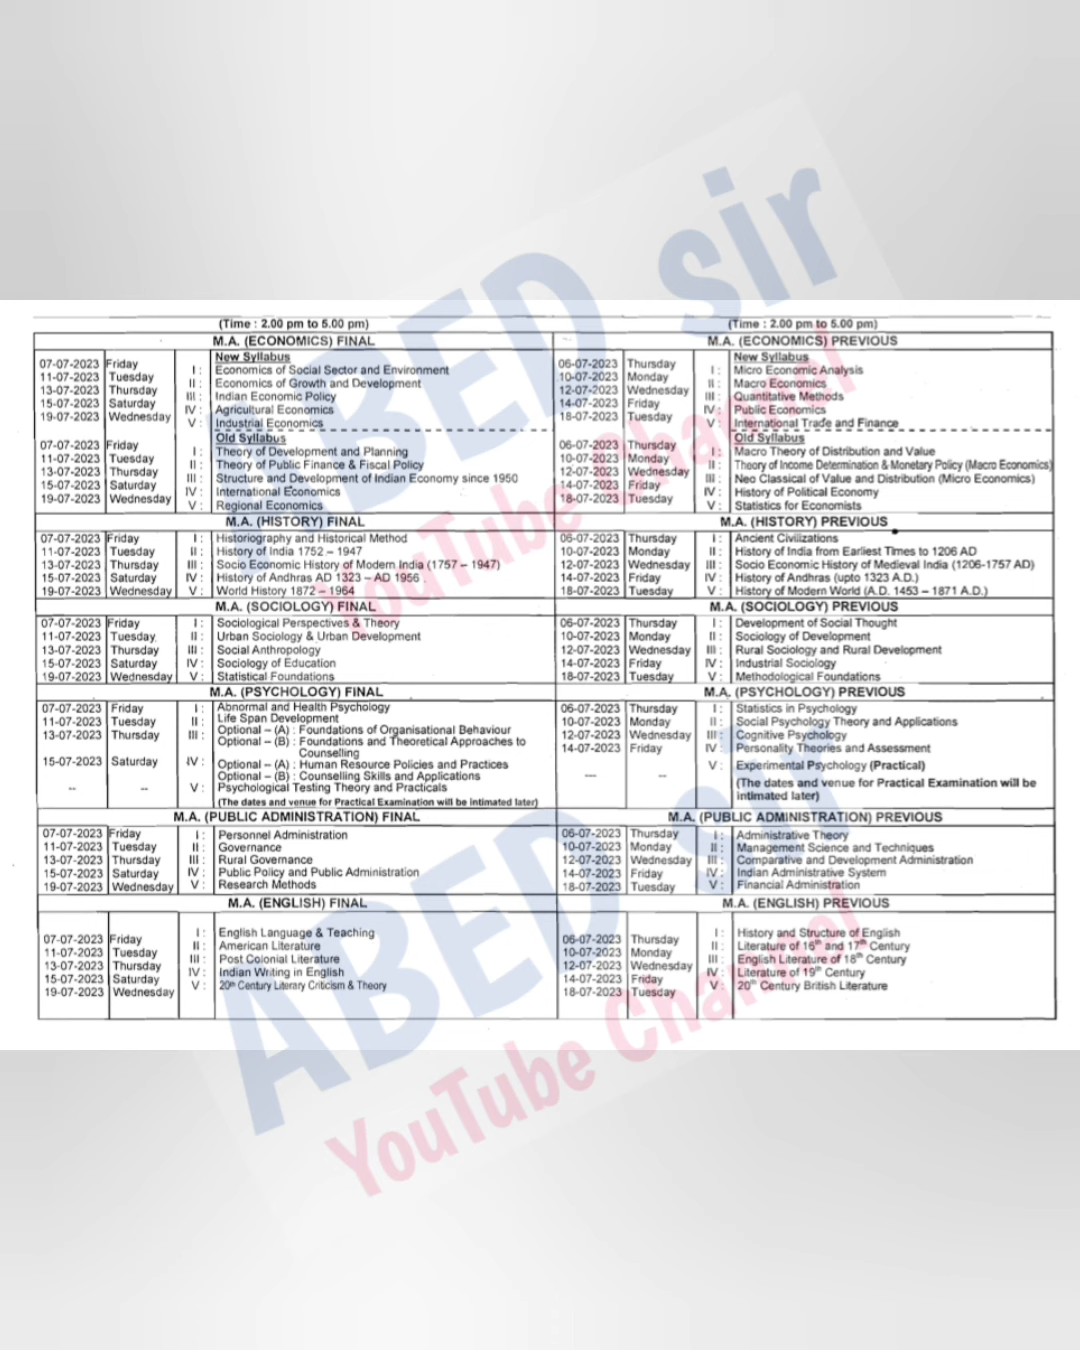 (Time : 2.00 pm to 5.00 pm)
M.A. (ECONOMICS) FINAL
New Syllabus
07-07-2023 Friday I : Economics of Social Sector and Environment
11-07-2023 Tuesday II : Economics of Growth and Development
13-07-2023 Thursday III : Indian Economic Policy
15-07-2023 Saturday IV : Agricultural Economics
19-07-2023 Wednesday V : Industrial Economics
Old Syllabus
07-07-2023 Friday I : Theory of Development and Planning
11-07-2023 Tuesday II : Theory of Public Finance & Fiscal Policy
13-07-2023 Thursday III : Structure and Development of Indian Economy since 1950
15-07-2023 Saturday IV : International Economics
19-07-2023 Wednesday V : Regional Economics
M.A. (HISTORY) FINAL
07-07-2023 Friday I : Historiography and Historical Method
11-07-2023 Tuesday II : History of India 1752 – 1947
13-07-2023 Thursday III : Socio Economic History of Modern India (1757 – 1947)
15-07-2023 Saturday IV : History of Andhras AD 1323 – AD 1956
19-07-2023 Wednesday V : World History 1872 – 1964
M.A. (SOCIOLOGY) FINAL
07-07-2023 Friday I : Sociological Perspectives & Theory
11-07-2023 Tuesday II : Urban Sociology & Urban Development
13-07-2023 Thursday III : Social Anthropology
15-07-2023 Saturday IV : Sociology of Education
19-07-2023 Wednesday V : Statistical Foundations
M.A. (PSYCHOLOGY) FINAL
07-07-2023 Friday I : Abnormal and Health Psychology
11-07-2023 Tuesday II : Life Span Development
13-07-2023 Thursday III : Optional – (A) : Foundations of Organisational Behaviour
Optional – (B) : Foundations and Theoretical Approaches to
Counselling
15-07-2023 Saturday IV : Optional – (A) : Human Resource Policies and Practices
Optional – (B) : Counselling Skills and Applications
-- -- V : Psychological Testing Theory and Practicals
(The dates and venue for Practical Examination will be intimated later)
M.A. (PUBLIC ADMINISTRATION) FINAL
07-07-2023 Friday I : Personnel Administration
11-07-2023 Tuesday II : Governance
13-07-2023 Thursday III : Rural Governance
15-07-2023 Saturday IV : Public Policy and Public Administration
19-07-2023 Wednesday V : Research Methods
M.A. (ENGLISH) FINAL
07-07-2023 Friday I : English Language & Teaching
11-07-2023 Tuesday II : American Literature
13-07-2023 Thursday III : Post Colonial Literature
15-07-2023 Saturday IV : Indian Writing in English
19-07-2023 Wednesday V : 20th Century Literary Criticism & Theory
(Time : 2.00 pm to 5.00 pm)
M.A. (ECONOMICS) PREVIOUS
New Syllabus
06-07-2023 Thursday I : Micro Economic Analysis
10-07-2023 Monday II : Macro Economics
12-07-2023 Wednesday III : Quantitative Methods
14-07-2023 Friday IV : Public Economics
18-07-2023 Tuesday V : International Trade and Finance
Old Syllabus
06-07-2023 Thursday I : Macro Theory of Distribution and Value
10-07-2023 Monday II : Theory of Income Determination & Monetary Policy (Macro Economics)
12-07-2023 Wednesday III : Neo Classical of Value and Distribution (Micro Economics)
14-07-2023 Friday IV : History of Political Economy
18-07-2023 Tuesday V : Statistics for Economists
M.A. (HISTORY) PREVIOUS
06-07-2023 Thursday I : Ancient Civilizations
10-07-2023 Monday II : History of India from Earliest Times to 1206 AD
12-07-2023 Wednesday III : Socio Economic History of Medieval India (1206-1757 AD)
14-07-2023 Friday IV : History of Andhras (upto 1323 A.D.)
18-07-2023 Tuesday V : History of Modern World (A.D. 1453 – 1871 A.D.)
M.A. (SOCIOLOGY) PREVIOUS
06-07-2023 Thursday I : Development of Social Thought
10-07-2023 Monday II : Sociology of Development
12-07-2023 Wednesday III : Rural Sociology and Rural Development
14-07-2023 Friday IV : Industrial Sociology
18-07-2023 Tuesday V : Methodological Foundations
M.A. (PSYCHOLOGY) PREVIOUS
06-07-2023 Thursday I : Statistics in Psychology
10-07-2023 Monday II : Social Psychology Theory and Applications
12-07-2023 Wednesday III : Cognitive Psychology
14-07-2023 Friday IV : Personality Theories and Assessment
--- -- V : Experimental Psychology (Practical)
(The dates and venue for Practical Examination will be
intimated later)
M.A. (PUBLIC ADMINISTRATION) PREVIOUS
06-07-2023 Thursday I : Administrative Theory
10-07-2023 Monday II : Management Science and Techniques
12-07-2023 Wednesday III : Comparative and Development Administration
14-07-2023 Friday IV : Indian Administrative System
18-07-2023 Tuesday V : Financial Administration
M.A. (ENGLISH) PREVIOUS
06-07-2023 Thursday I : History and Structure of English
10-07-2023 Monday II : Literature of 16th and 17th Century
12-07-2023 Wednesday III : English Literature of 18th Century
14-07-2023 Friday IV : Literature of 19th Century
18-07-2023 Tuesday V : 20th Century British Literature
ABED sir
YouTube Channel
ABED sir
YouTube Channel